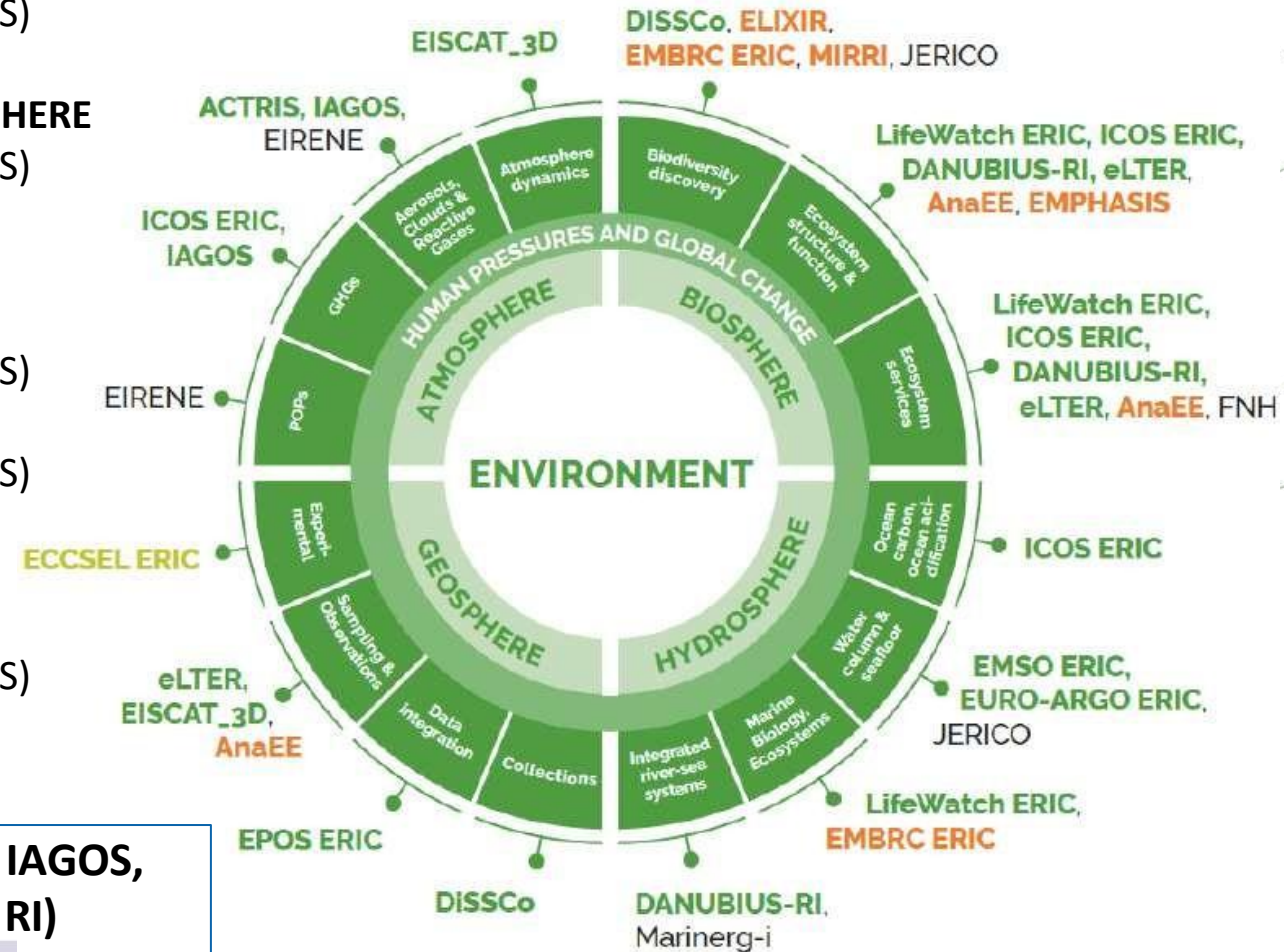 S)
HERE
S)
S)
S)
S)
IAGOS,
RI)
EISCAT_3D
DISSCo, ELIXIR,
EMBRC ERIC, MIRRI, JERICO
ACTRIS, IAGOS,
EIRENE
LifeWatch ERIC, ICOS ERIC,
DANUBIUS-RI, eLTER,
AnaEE, EMPHASIS
ICOS ERIC,
IAGOS
LifeWatch ERIC,
ICOS ERIC,
DANUBIUS-RI,
eLTER, AnaEE, FNH
EIRENE
ICOS ERIC
ECCSEL ERIC
EMSO ERIC,
EURO-ARGO ERIC,
JERICO
eLTER,
EISCAT_3D,
AnaEE
LifeWatch ERIC,
EMBRC ERIC
EPOS ERIC
DiSSCo
DANUBIUS-RI,
Marinerg-i
Atmosphere
dynamics
Biodiversity
discovery
Aerosols,
Clouds &
Reactive
Gases
Ecosystem
structure &
function
GHGs
Ecosystem
services
POPs
Ocean
carbon,
ocean aci-
dification
Experi-
mental
Water
column &
seafloor
Sampling &
Observations
Marine
Biology,
Ecosystems
Data
integration
Integrated
river-see
systems
Collections
HUMAN PRESSURES AND GLOBAL CHANGE
ATMOSPHERE
BIOSPHERE
ENVIRONMENT
GEOSPHERE
HYDROSPHERE